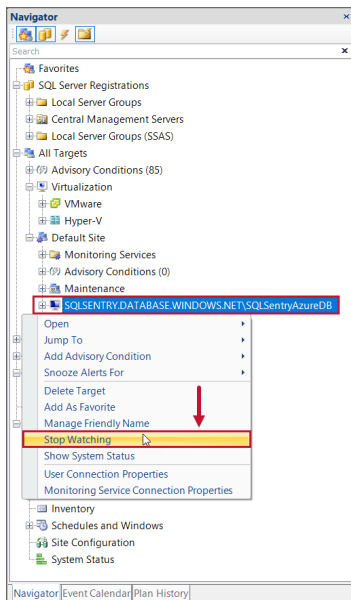 Navigator
Search
Favorites
SQL Server Registrations
Local Server Groups
Central Management Servers
Local Server Groups (SSAS)
All Targets
Advisory Conditions (85)
Virtualization
VMware
Hyper-V
Default Site
Monitoring Services
Advisory Conditions (0)
Maintenance
SQLSENTRY.DATABASE.WINDOWS.NET\SQLSentryAzureDB
Open
Jump To
Add Advisory Condition
Snooze Alerts For
Delete Target
Add As Favorite
Manage Friendly Name
Stop Watching
Show System Status
User Connection Properties
Monitoring Service Connection Properties
Inventory
Schedules and Windows
Site Configuration
System Status
Navigator Event Calendar Plan History